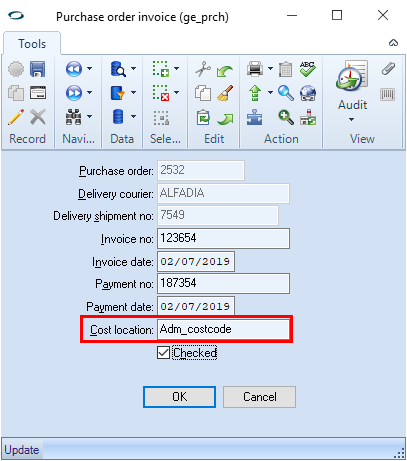 Purchase order invoice (ge_prch)
Tools
Record
Navi...
Data
Sele...
Edit
Action
Audit
View
ABC
Purchase order: 2532
Delivery courier: ALFADIA
Delivery shipment no: 7549
Invoice no: 123654
Invoice date: 02/07/2019
Payment no: 187354
Payment date: 02/07/2019
Cost location: Adm_costcode
Checked
OK Cancel
Update